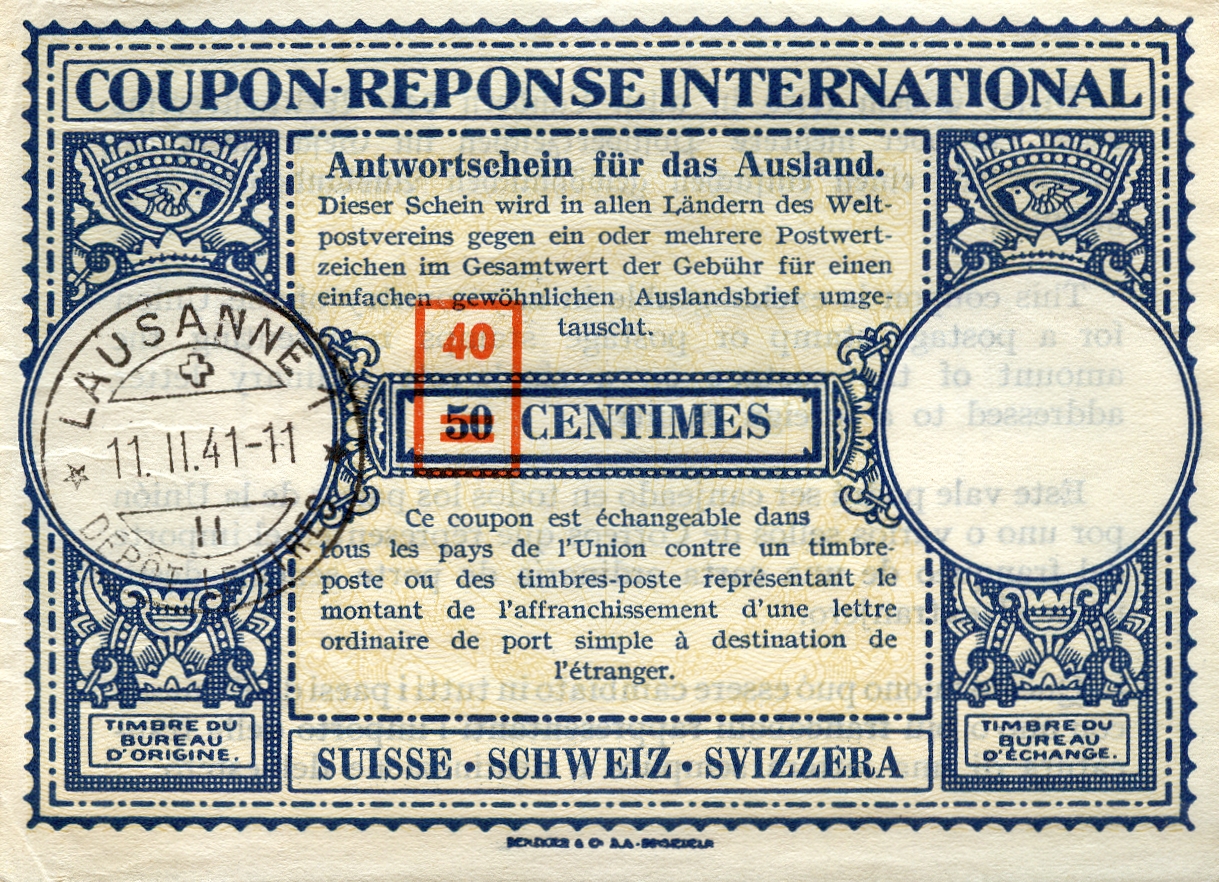 COUPON-REPONSE INTERNATIONAL
Antwortschein für das Ausland.
Dieser Schein wird in allen Ländern des Welt-
postvereins gegen ein oder mehrere Postwert-
zeichen im Gesamtwert der Gebühr für einen
einfachen gewöhnlichen Auslandsbrief umge-
tauscht.
40
50 CENTIMES
LAUSANNE 1
11. II. 41-11
II
DÉPÔT LETTRES
Ce coupon est échangeable dans
tous les pays de l'Union contre un timbre-
poste ou des timbres-poste représentant le
montant de l'affranchissement d'une lettre
ordinaire de port simple à destination de
l'étranger.
TIMBRE DU
BUREAU
D'ORIGINE.
TIMBRE DU
BUREAU
D'ÉCHANGE.
SUISSE • SCHWEIZ • SVIZZERA